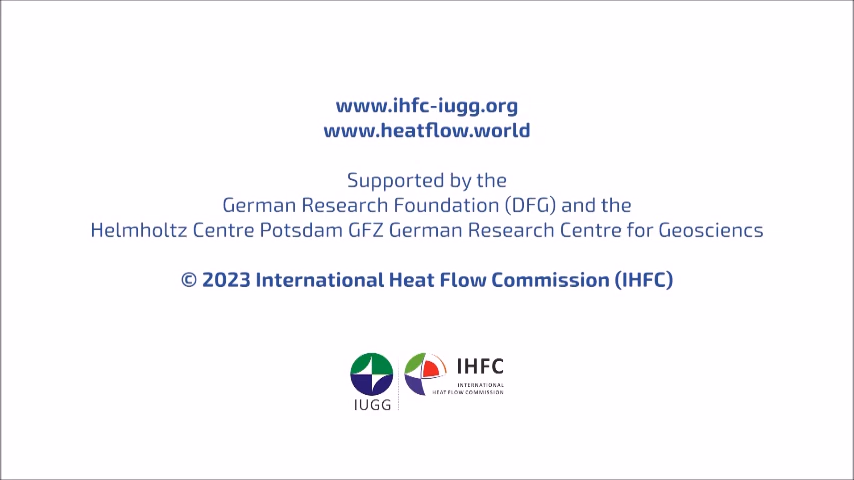 www.ihfc-iugg.org
www.heatflow.world
Supported by the
German Research Foundation (DFG) and the
Helmholtz Centre Potsdam GFZ German Research Centre for Geosciencs
© 2023 International Heat Flow Commission (IHFC)
IUGG
IHFC
INTERNATIONAL
HEAT FLOW COMMISSION